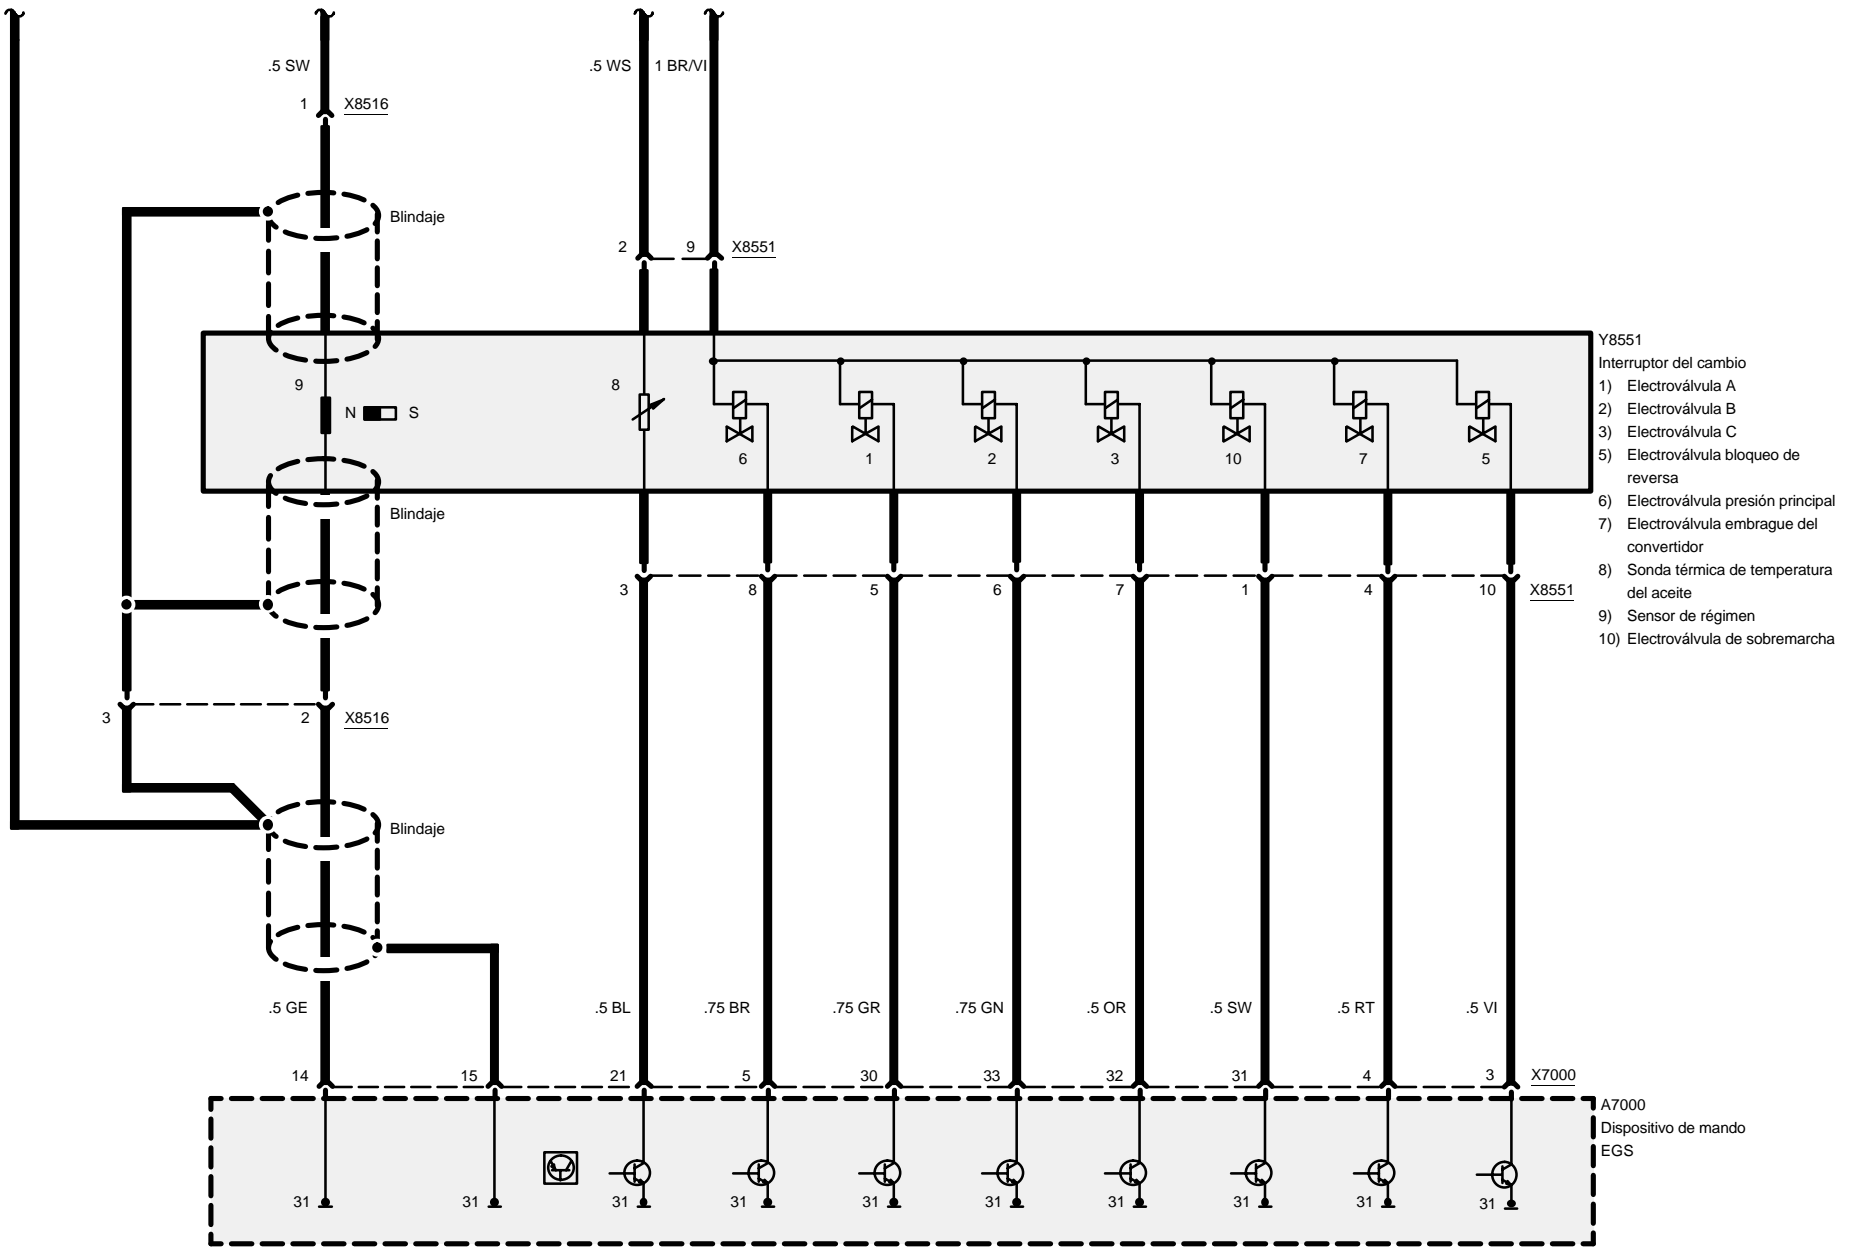 .5 SW
.5 WS
1 BR/VI
1
X8516
Blindaje
2
9
X8551
Y8551
Interruptor del cambio
1) Electroválvula A
2) Electroválvula B
3) Electroválvula C
5) Electroválvula bloqueo de
reversa
6) Electroválvula presión principal
7) Electroválvula embrague del
convertidor
8) Sonda térmica de temperatura
del aceite
9) Sensor de régimen
10) Electroválvula de sobremarcha
9
N
S
8
6
1
2
3
10
7
5
Blindaje
3
8
5
6
7
1
4
10
X8551
3
2
X8516
Blindaje
.5 GE
.5 BL
.75 BR
.75 GR
.75 GN
.5 OR
.5 SW
.5 RT
.5 VI
14
15
21
5
30
33
32
31
4
3
X7000
A7000
Dispositivo de mando
EGS
31
31
31
31
31
31
31
31
31
31